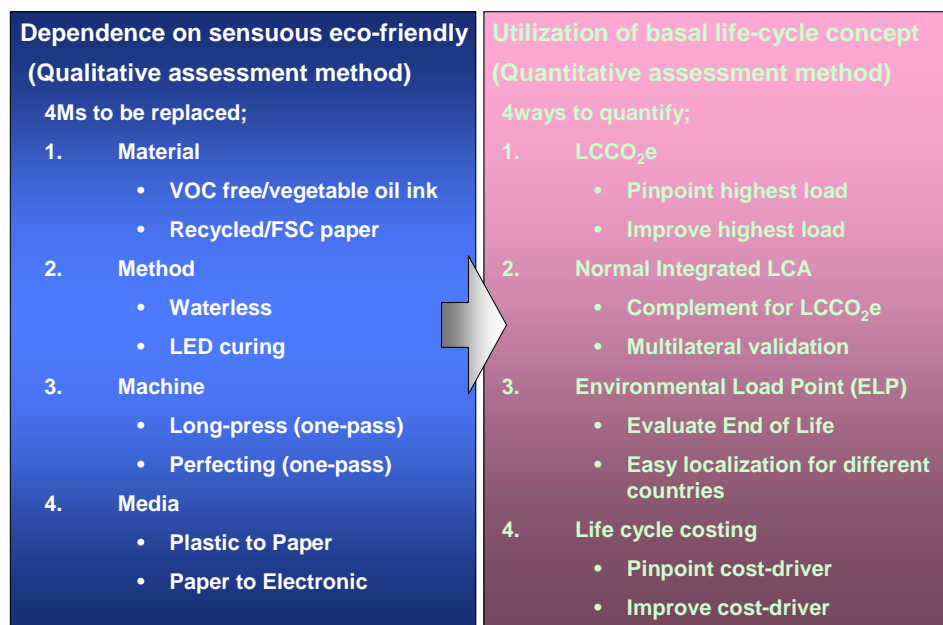 Dependence on sensuous eco-friendly
(Qualitative assessment method)
4Ms to be replaced;
1. Material
• VOC free/vegetable oil ink
• Recycled/FSC paper
2. Method
• Waterless
• LED curing
3. Machine
• Long-press (one-pass)
• Perfecting (one-pass)
4. Media
• Plastic to Paper
• Paper to Electronic
Utilization of basal life-cycle concept
(Quantitative assessment method)
4ways to quantify;
1. LCCO₂e
• Pinpoint highest load
• Improve highest load
2. Normal Integrated LCA
• Complement for LCCO₂e
• Multilateral validation
3. Environmental Load Point (ELP)
• Evaluate End of Life
• Easy localization for different
countries
4. Life cycle costing
• Pinpoint cost-driver
• Improve cost-driver